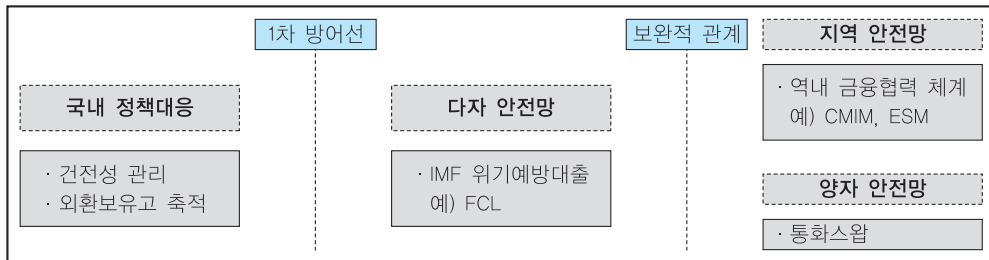 1차 방어선
보완적 관계
지역 안전망
국내 정책대응
다자 안전망
· 역내 금융협력 체계
예) CMIM, ESM
· 건전성 관리
· 외환보유고 축적
· IMF 위기예방대출
예) FCL
양자 안전망
· 통화스왑